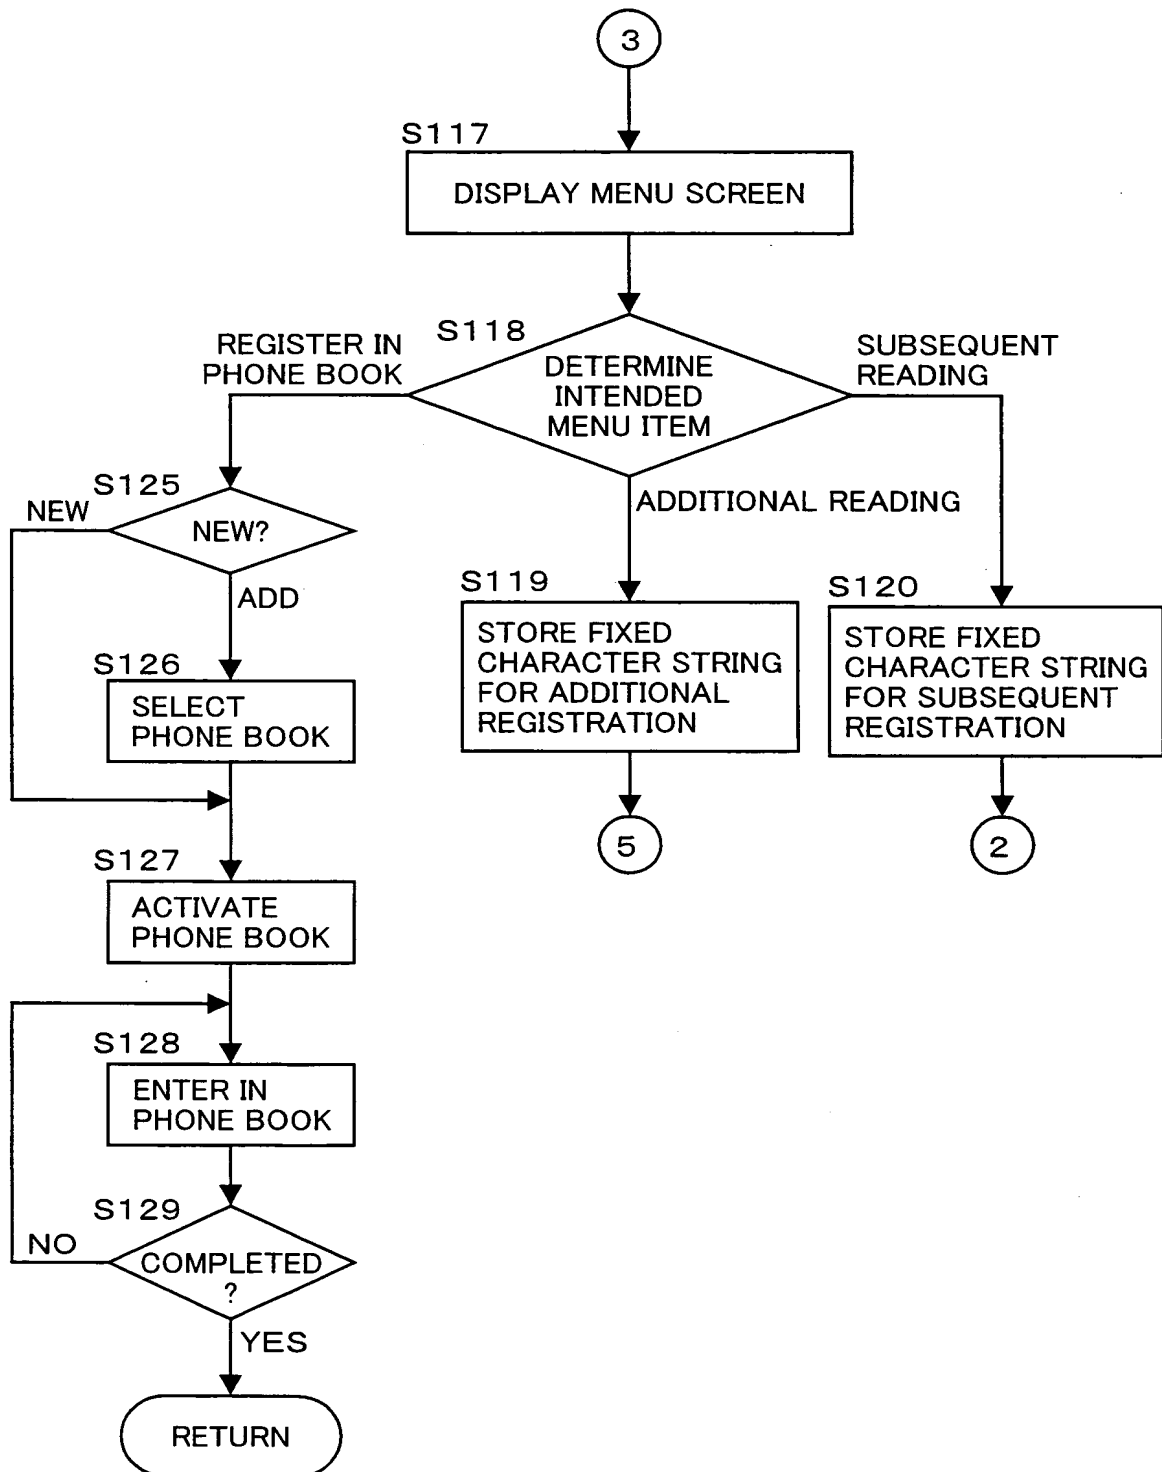 3
S117
DISPLAY MENU SCREEN
S118
DETERMINE
INTENDED
MENU ITEM
REGISTER IN
PHONE BOOK
SUBSEQUENT
READING
ADDITIONAL READING
S125
NEW?
NEW
ADD
S126
SELECT
PHONE BOOK
S119
STORE FIXED
CHARACTER STRING
FOR ADDITIONAL
REGISTRATION
5
S120
STORE FIXED
CHARACTER STRING
FOR SUBSEQUENT
REGISTRATION
2
S127
ACTIVATE
PHONE BOOK
S128
ENTER IN
PHONE BOOK
S129
COMPLETED
?
NO
YES
RETURN